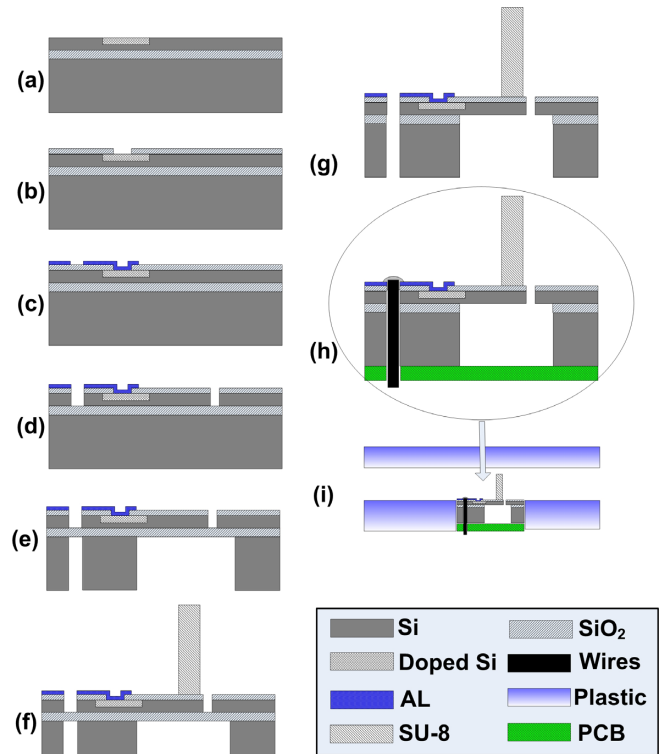 (a)
(b)
(c)
(d)
(e)
(f)
(g)
(h)
(i)
Si
SiO2
Doped Si
Wires
AL
Plastic
SU-8
PCB